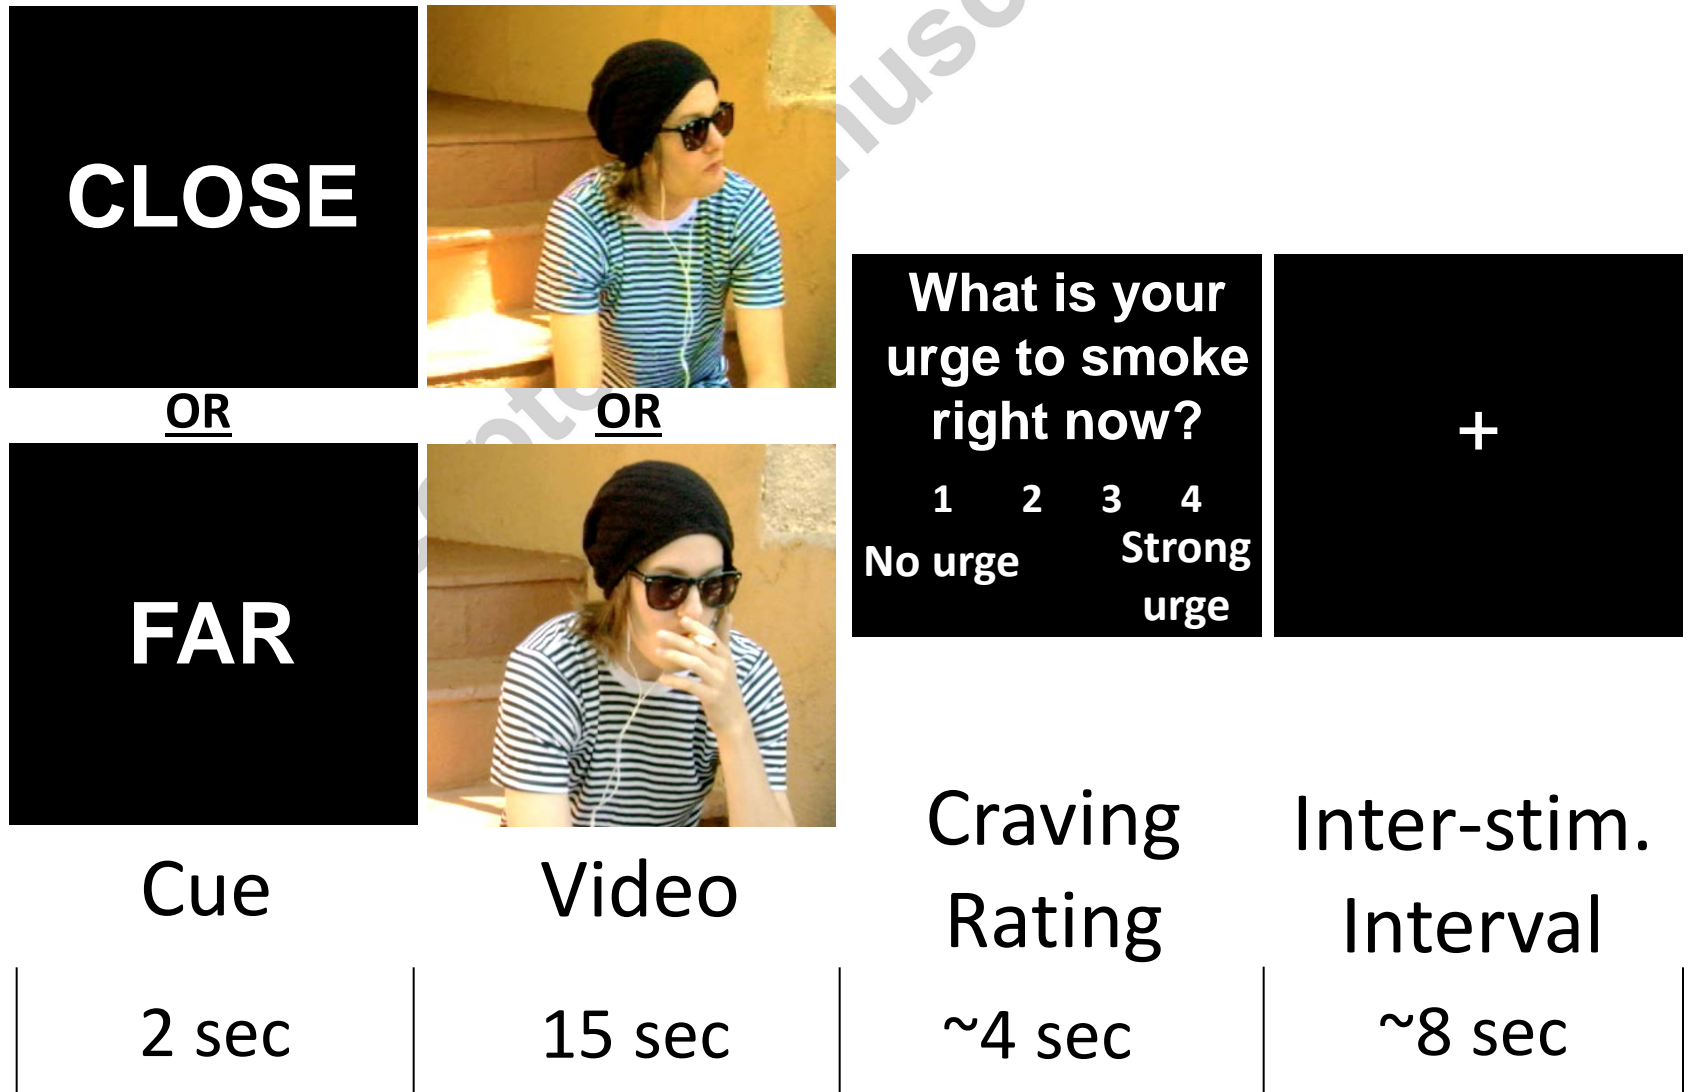 CLOSE
OR
FAR
Cue
2 sec
OR
Video
15 sec
What is your
urge to smoke
right now?
1 2 3 4
No urge
Strong
urge
Craving
Rating
~4 sec
+
Inter-stim.
Interval
~8 sec